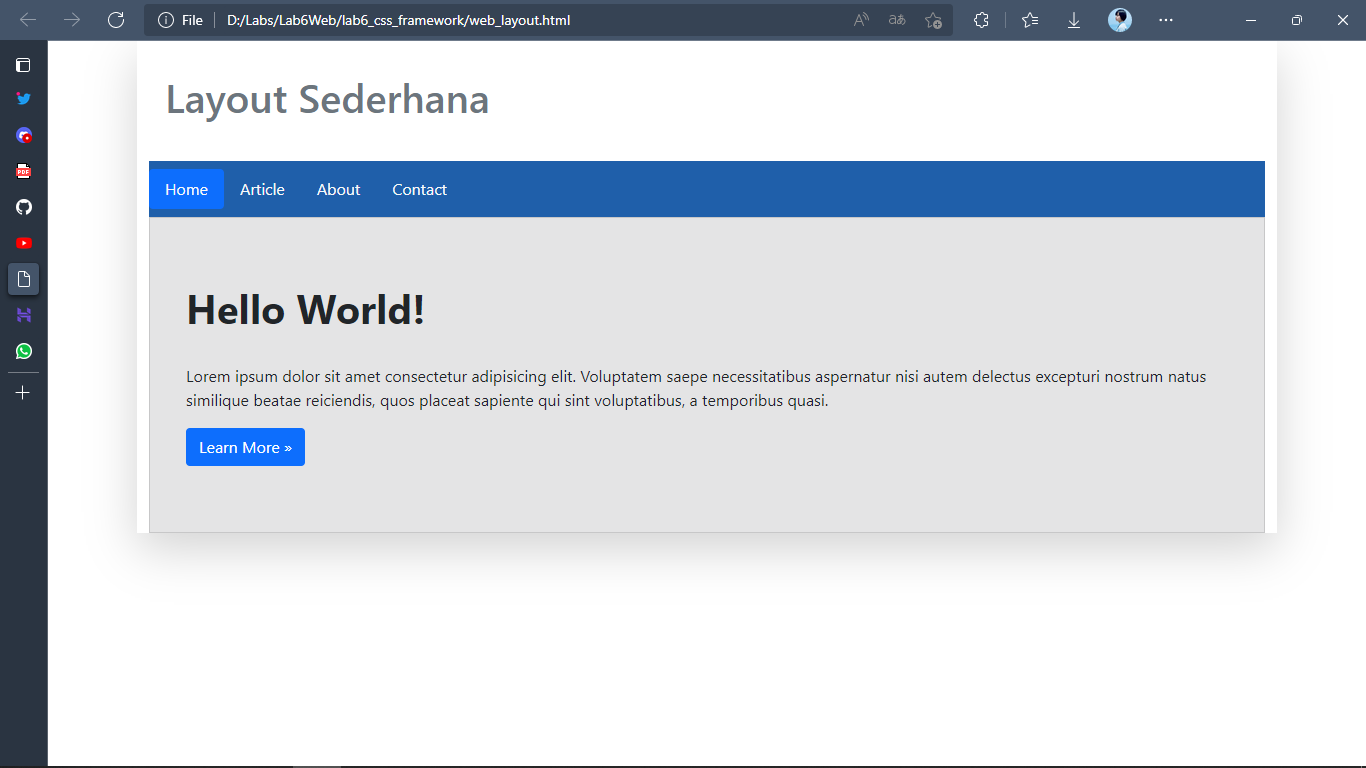 File D:/Labs/Lab6Web/lab6_css_framework/web_layout.html
Layout Sederhana
Home Article About Contact
Hello World!
Lorem ipsum dolor sit amet consectetur adipisicing elit. Voluptatem saepe necessitatibus aspernatur nisi autem delectus excepturi nostrum natus
similique beatae reiciendis, quos placeat sapiente qui sint voluptatibus, a temporibus quasi.
Learn More »
PDF